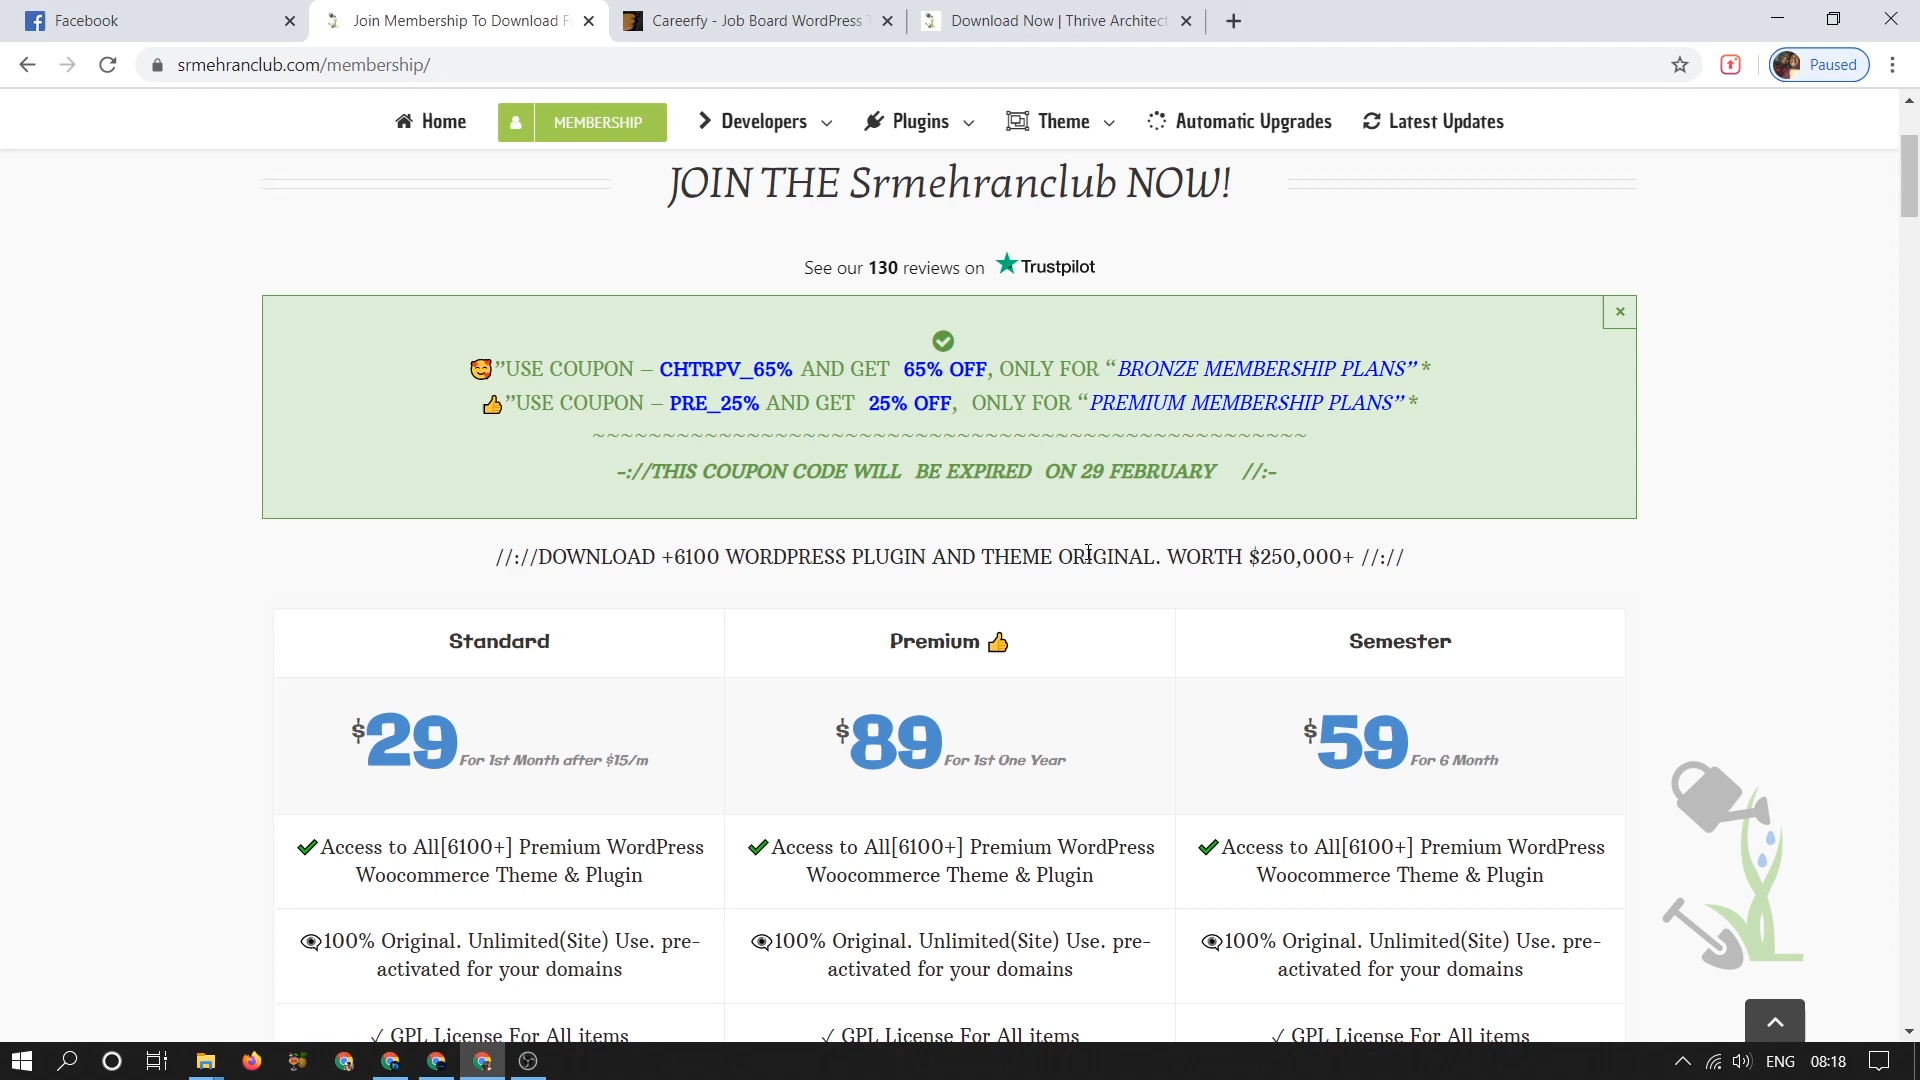 Facebook
Join Membership To Download F
Careerfy - Job Board WordPress T
Download Now | Thrive Architect
srmehranclub.com/membership/
Paused
Home
MEMBERSHIP
Developers
Plugins
Theme
Automatic Upgrades
Latest Updates
JOIN THE Srmehranclub NOW!
See our 130 reviews on Trustpilot
×
🥰”USE COUPON – CHTRPV_65% AND GET 65% OFF, ONLY FOR “BRONZE MEMBERSHIP PLANS” *
👍”USE COUPON – PRE_25% AND GET 25% OFF, ONLY FOR “PREMIUM MEMBERSHIP PLANS” *
~~~~~~~~~~~~~~~~~~~~~~~~~~~~~~~~~~~~~~~~~~~~~~~~~~~
-://THIS COUPON CODE WILL BE EXPIRED ON 29 FEBRUARY //:-
//://DOWNLOAD +6100 WORDPRESS PLUGIN AND THEME ORIGINAL. WORTH $250,000+ //://
Standard
Premium 👍
Semester
$29 For 1st Month after $15/m
$89 For 1st One Year
$59 For 6 Month
✔Access to All[6100+] Premium WordPress
Woocommerce Theme & Plugin
✔Access to All[6100+] Premium WordPress
Woocommerce Theme & Plugin
✔Access to All[6100+] Premium WordPress
Woocommerce Theme & Plugin
👁‍🗨100% Original. Unlimited(Site) Use. pre-
activated for your domains
👁‍🗨100% Original. Unlimited(Site) Use. pre-
activated for your domains
👁‍🗨100% Original. Unlimited(Site) Use. pre-
activated for your domains
✓ GPL License For All items
✓ GPL License For All items
✓ GPL License For All items
ENG
08:18